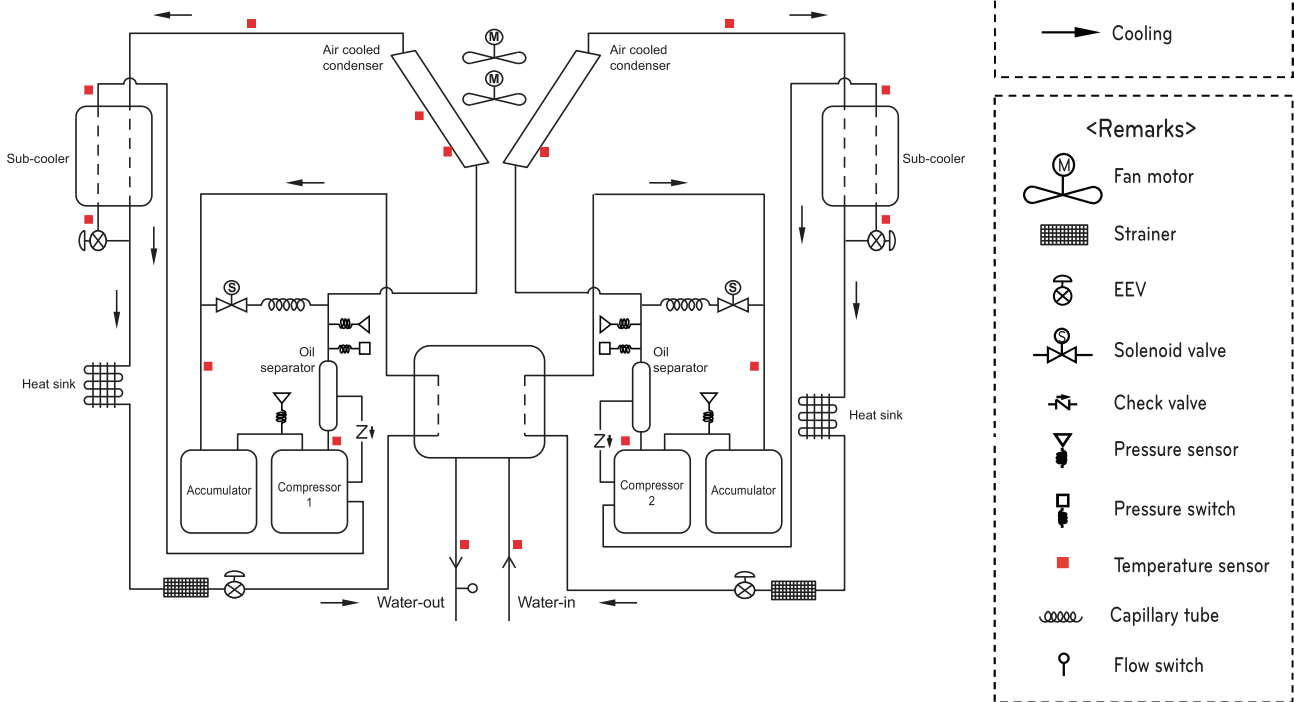 Air cooled
condenser
M
M
Air cooled
condenser
Cooling
<Remarks>
M
Fan motor
Sub-cooler
Sub-cooler
Strainer
S
S
EEV
S
Solenoid valve
Oil
separator
Oil
separator
Heat sink
Heat sink
Check valve
Z
Z
Pressure sensor
Accumulator
Compressor
1
Compressor
2
Accumulator
Pressure switch
Temperature sensor
Water-out
Water-in
Capillary tube
Flow switch